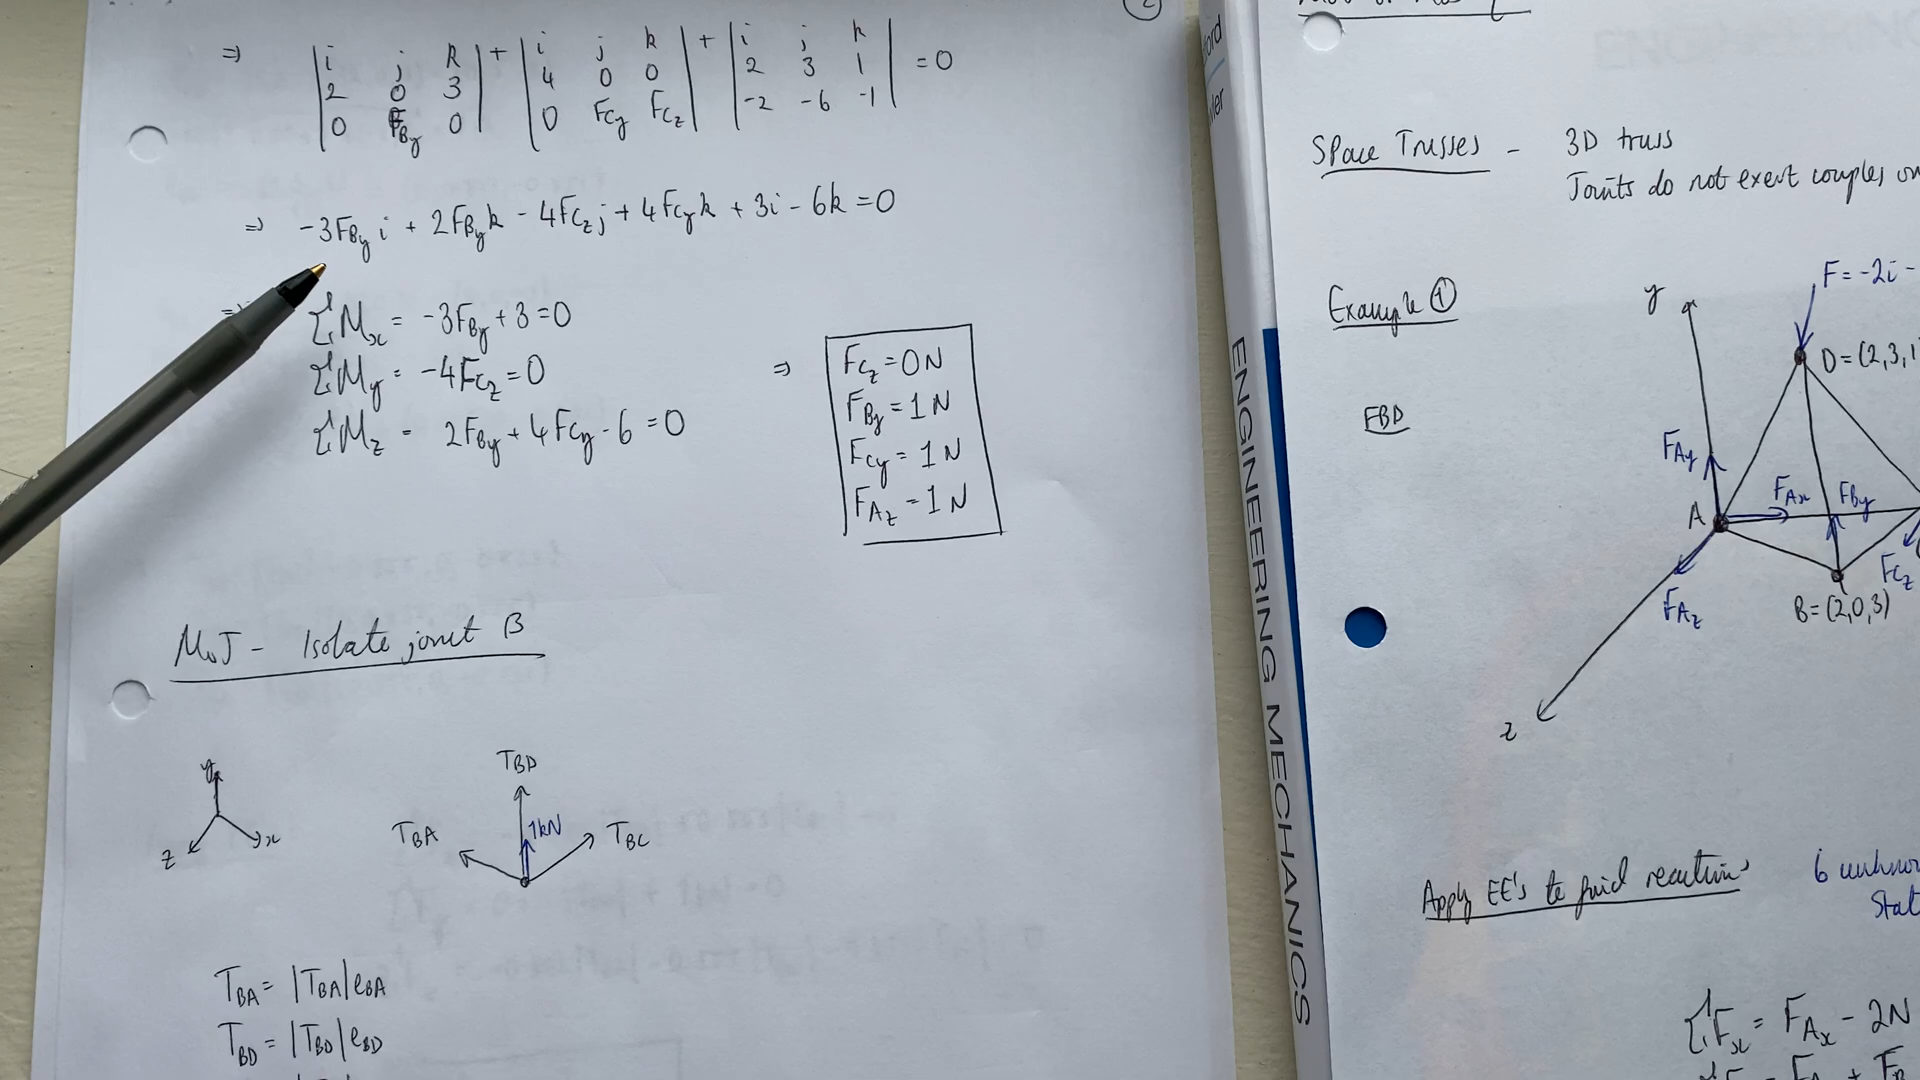 ⇒ | i j k | + | i j k | + | i j k | = 0
2 0 3 4 0 0 2 3 1
0 FBy 0 0 FCy FCz -2 -6 -1
⇒ -3FBy i + 2FBy k - 4FCz j + 4FCy k + 3i - 6k = 0
ΣMx = -3FBy + 3 = 0
ΣMy = -4FCz = 0
ΣMz = 2FBy + 4FCy - 6 = 0
⇒
FCz = 0N
FBy = 1N
FCy = 1N
FAz = 1N
MoJ - Isolate joint B
y
x
z
TBD
1kN
TBA
TBC
TBA = |TBA|eBA
TBD = |TBD|eBD
ENGINEERING MECHANICS
Space Trusses - 3D truss
Joints do not exert couples
Example ①
FBD
y
F = -2i -
D = (2,3,1
FAy
FAx
FBy
A
FCz
FAz
B = (2,0,3)
z
Apply EE's to find reactions
6
ΣFx = FAx - 2N